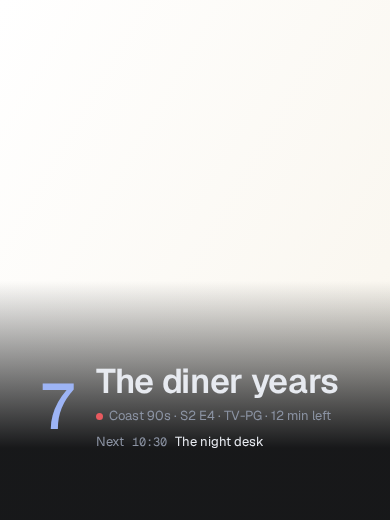 7
The diner years
Coast 90s · S2 E4 · TV-PG · 12 min left
Next 10:30 The night desk